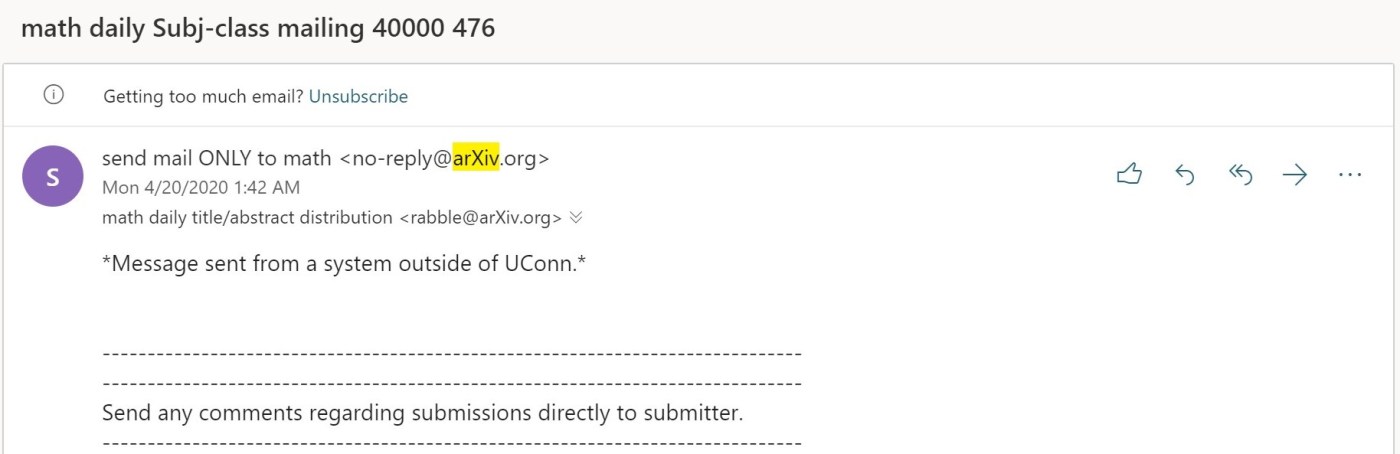 math daily Subj-class mailing 40000 476
Getting too much email? Unsubscribe
S
send mail ONLY to math <no-reply@arXiv.org>
Mon 4/20/2020 1:42 AM
math daily title/abstract distribution <rabble@arXiv.org>
*Message sent from a system outside of UConn.*
------------------------------------------------------------------------------
------------------------------------------------------------------------------
Send any comments regarding submissions directly to submitter.
------------------------------------------------------------------------------